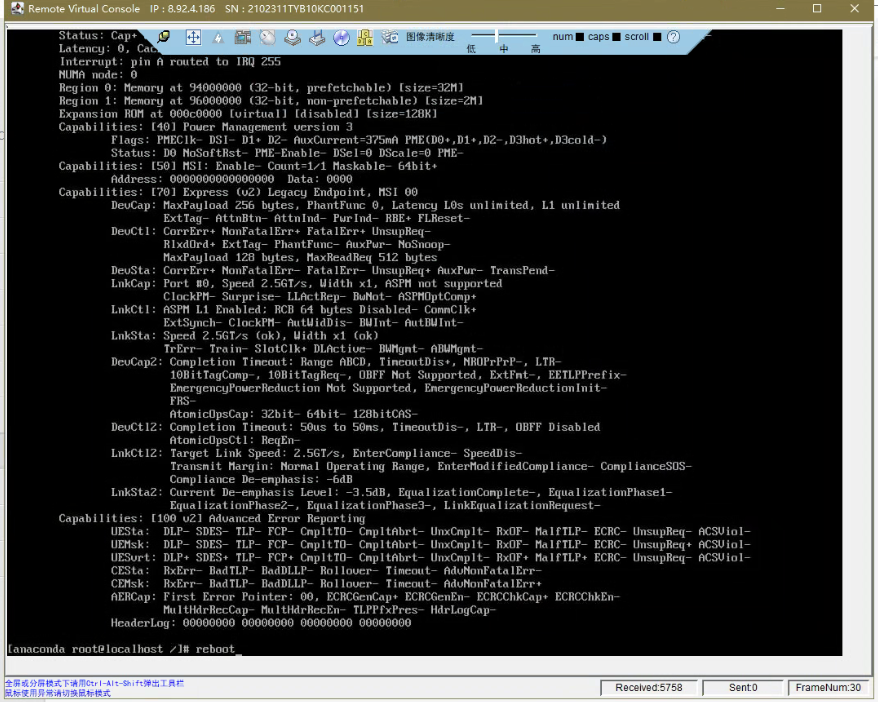 Remote Virtual Console IP : 8.92.4.186 SN : 2102311TYB10KC001151
图像清晰度 低 中 高 num caps scroll
Status: Cap+
Latency: 0, Cac
Interrupt: pin A routed to IRQ 255
NUMA node: 0
Region 0: Memory at 94000000 (32-bit, prefetchable) [size=32M]
Region 1: Memory at 96000000 (32-bit, non-prefetchable) [size=2M]
Expansion ROM at 000c0000 [virtual] [disabled] [size=128K]
Capabilities: [40] Power Management version 3
Flags: PMEClk- DSI- D1+ D2- AuxCurrent=375mA PME(D0+,D1+,D2-,D3hot+,D3cold-)
Status: D0 NoSoftRst- PME-Enable- DSel=0 DScale=0 PME-
Capabilities: [50] MSI: Enable- Count=1/1 Maskable- 64bit+
Address: 0000000000000000 Data: 0000
Capabilities: [70] Express (v2) Legacy Endpoint, MSI 00
DevCap: MaxPayload 256 bytes, PhantFunc 0, Latency L0s unlimited, L1 unlimited
ExtTag- AttnBtn- AttnInd- PwrInd- RBE+ FLReset-
DevCtl: CorrErr+ NonFatalErr+ FatalErr+ UnsupReq-
RlxdOrd+ ExtTag- PhantFunc- AuxPwr- NoSnoop-
MaxPayload 128 bytes, MaxReadReq 512 bytes
DevSta: CorrErr+ NonFatalErr- FatalErr- UnsupReq+ AuxPwr- TransPend-
LnkCap: Port #0, Speed 2.5GT/s, Width x1, ASPM not supported
ClockPM- Surprise- LLActRep- BwNot- ASPMOptComp+
LnkCtl: ASPM L1 Enabled; RCB 64 bytes Disabled- CommClk+
ExtSynch- ClockPM- AutWidDis- BWInt- AutBWInt-
LnkSta: Speed 2.5GT/s (ok), Width x1 (ok)
TrErr- Train- SlotClk+ DLActive- BWMgmt- ABWMgmt-
DevCap2: Completion Timeout: Range ABCD, TimeoutDis+, NROPrPrP-, LTR-
10BitTagComp-, 10BitTagReq-, OBFF Not Supported, ExtFmt-, EETLPPrefix-
EmergencyPowerReduction Not Supported, EmergencyPowerReductionInit-
FRS-
AtomicOpsCap: 32bit- 64bit- 128bitCAS-
DevCtl2: Completion Timeout: 50us to 50ms, TimeoutDis-, LTR-, OBFF Disabled
AtomicOpsCtl: ReqEn-
LnkCtl2: Target Link Speed: 2.5GT/s, EnterCompliance- SpeedDis-
Transmit Margin: Normal Operating Range, EnterModifiedCompliance- ComplianceSOS-
Compliance De-emphasis: -6dB
LnkSta2: Current De-emphasis Level: -3.5dB, EqualizationComplete-, EqualizationPhase1-
EqualizationPhase2-, EqualizationPhase3-, LinkEqualizationRequest-
Capabilities: [100 v2] Advanced Error Reporting
UESta: DLP- SDES- TLP- FCP- CmpltTO- CmpltAbrt- UnxCmplt- RxOF- MalfTLP- ECRC- UnsupReq- ACSViol-
UEMsk: DLP- SDES- TLP- FCP- CmpltTO- CmpltAbrt- UnxCmplt- RxOF- MalfTLP- ECRC- UnsupReq+ ACSViol-
UESvrt: DLP+ SDES+ TLP- FCP+ CmpltTO- CmpltAbrt- UnxCmplt- RxOF+ MalfTLP+ ECRC- UnsupReq- ACSViol-
CESta: RxErr- BadTLP- BadDLLP- Rollover- Timeout- AdvNonFatalErr-
CEMsk: RxErr- BadTLP- BadDLLP- Rollover- Timeout- AdvNonFatalErr+
AERCap: First Error Pointer: 00, ECRCGenCap+ ECRCGenEn- ECRCChkCap+ ECRCChkEn-
MultHdrRecCap- MultHdrRecEn- TLPPfxPres- HdrLogCap-
HeaderLog: 00000000 00000000 00000000 00000000
[anaconda root@localhost /]# reboot_
全屏或分屏模式下请用Ctrl-Alt-Shift弹出工具栏
鼠标使用异常请切换鼠标模式
Received:5758 Sent:0 FrameNum:30